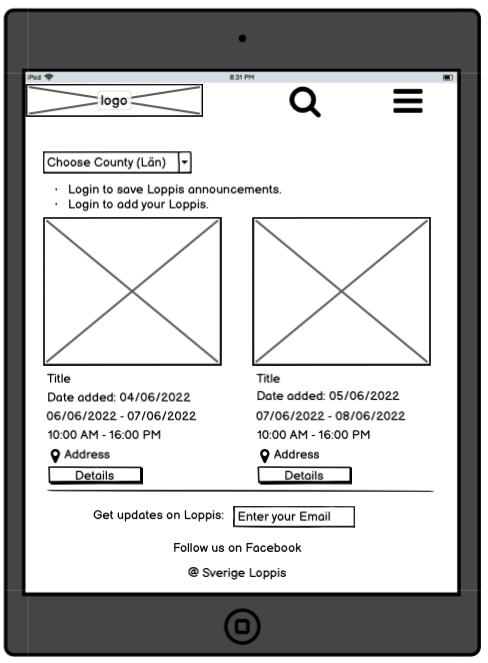 iPad
8:31 PM
logo
Choose County (Län)
· Login to save Loppis announcements.
· Login to add your Loppis.
Title
Date added: 04/06/2022
06/06/2022 - 07/06/2022
10:00 AM - 16:00 PM
Address
Details
Title
Date added: 05/06/2022
07/06/2022 - 08/06/2022
10:00 AM - 16:00 PM
Address
Details
Get updates on Loppis: Enter your Email
Follow us on Facebook
@ Sverige Loppis